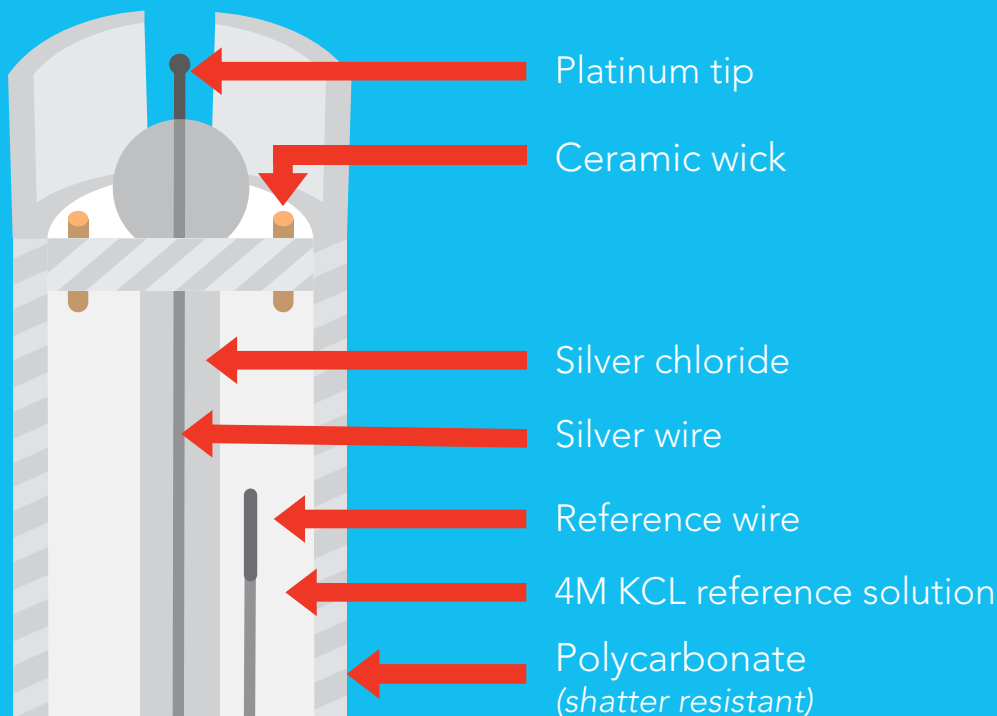 Platinum tip
Ceramic wick
Silver chloride
Silver wire
Reference wire
4M KCL reference solution
Polycarbonate
(shatter resistant)